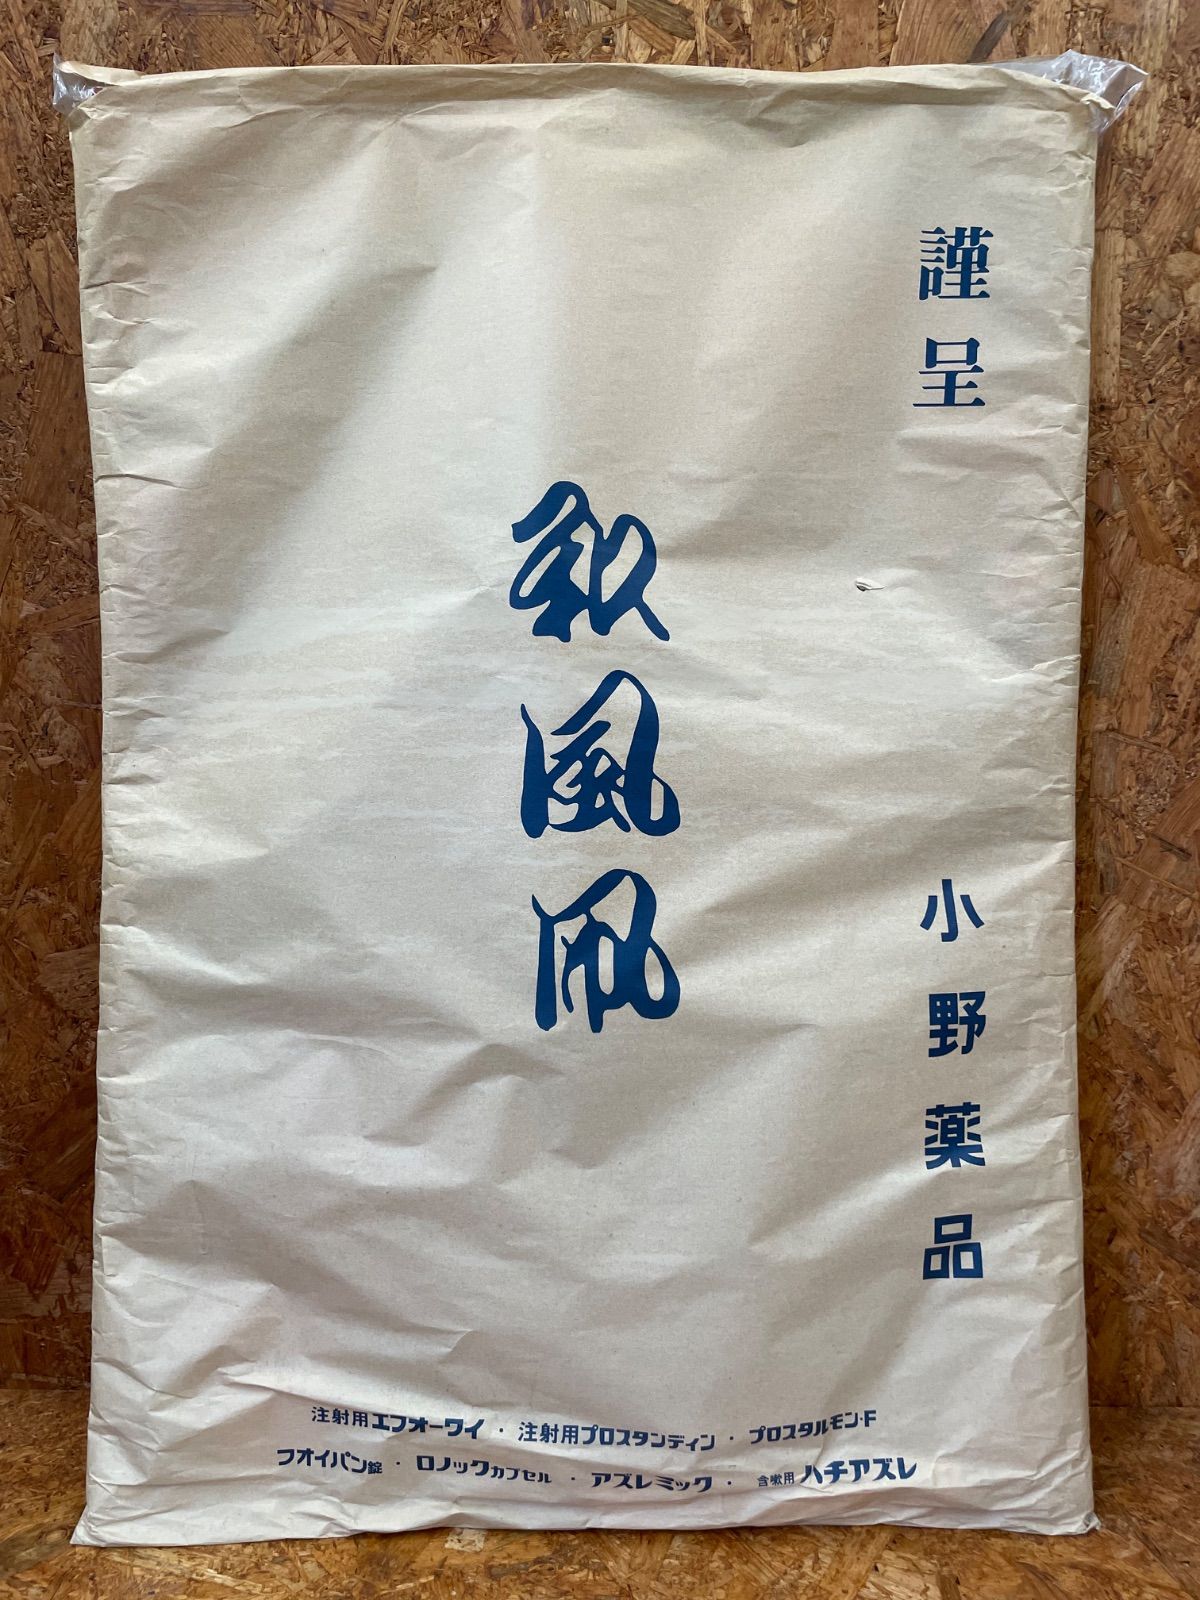 謹呈
風凧
小野薬品
注射用エフオーワイ・注射用プロスタンディン・プロスタルモン・F
フオイパン錠・ロノックカプセル・アズレミック・含嗽用ハチアズレ